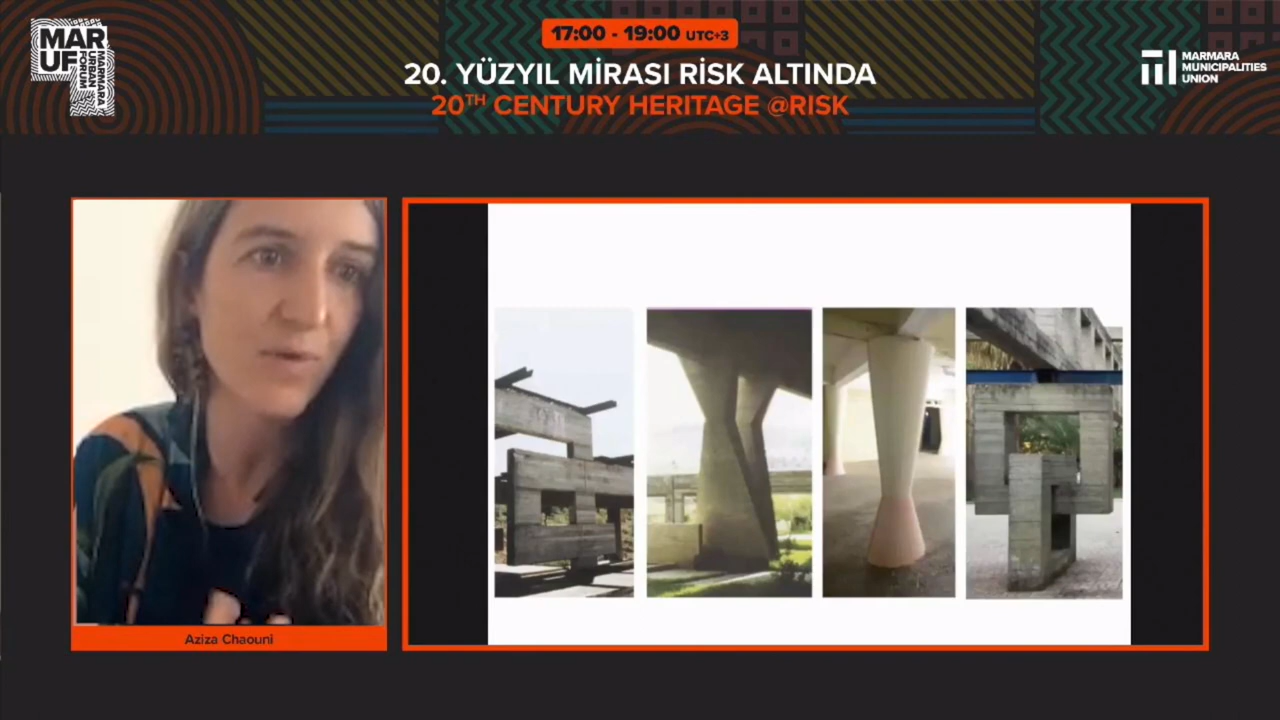 MAR
UF
MARMARA
URBAN
FORUM
17:00 - 19:00 UTC+3
20. YÜZYIL MİRASI RİSK ALTINDA
20TH CENTURY HERITAGE @RISK
MARMARA
MUNICIPALITIES
UNION
Aziza Chaouni